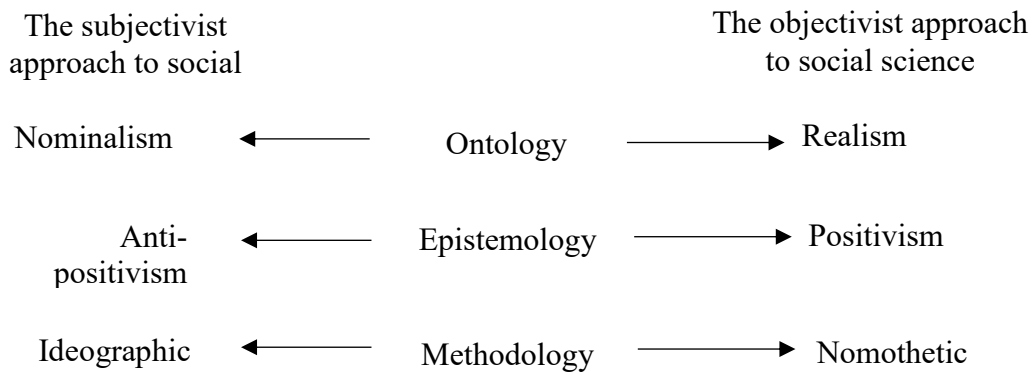 The subjectivist
approach to social
The objectivist approach
to social science
Nominalism
Ontology
Realism
Anti-
positivism
Epistemology
Positivism
Ideographic
Methodology
Nomothetic